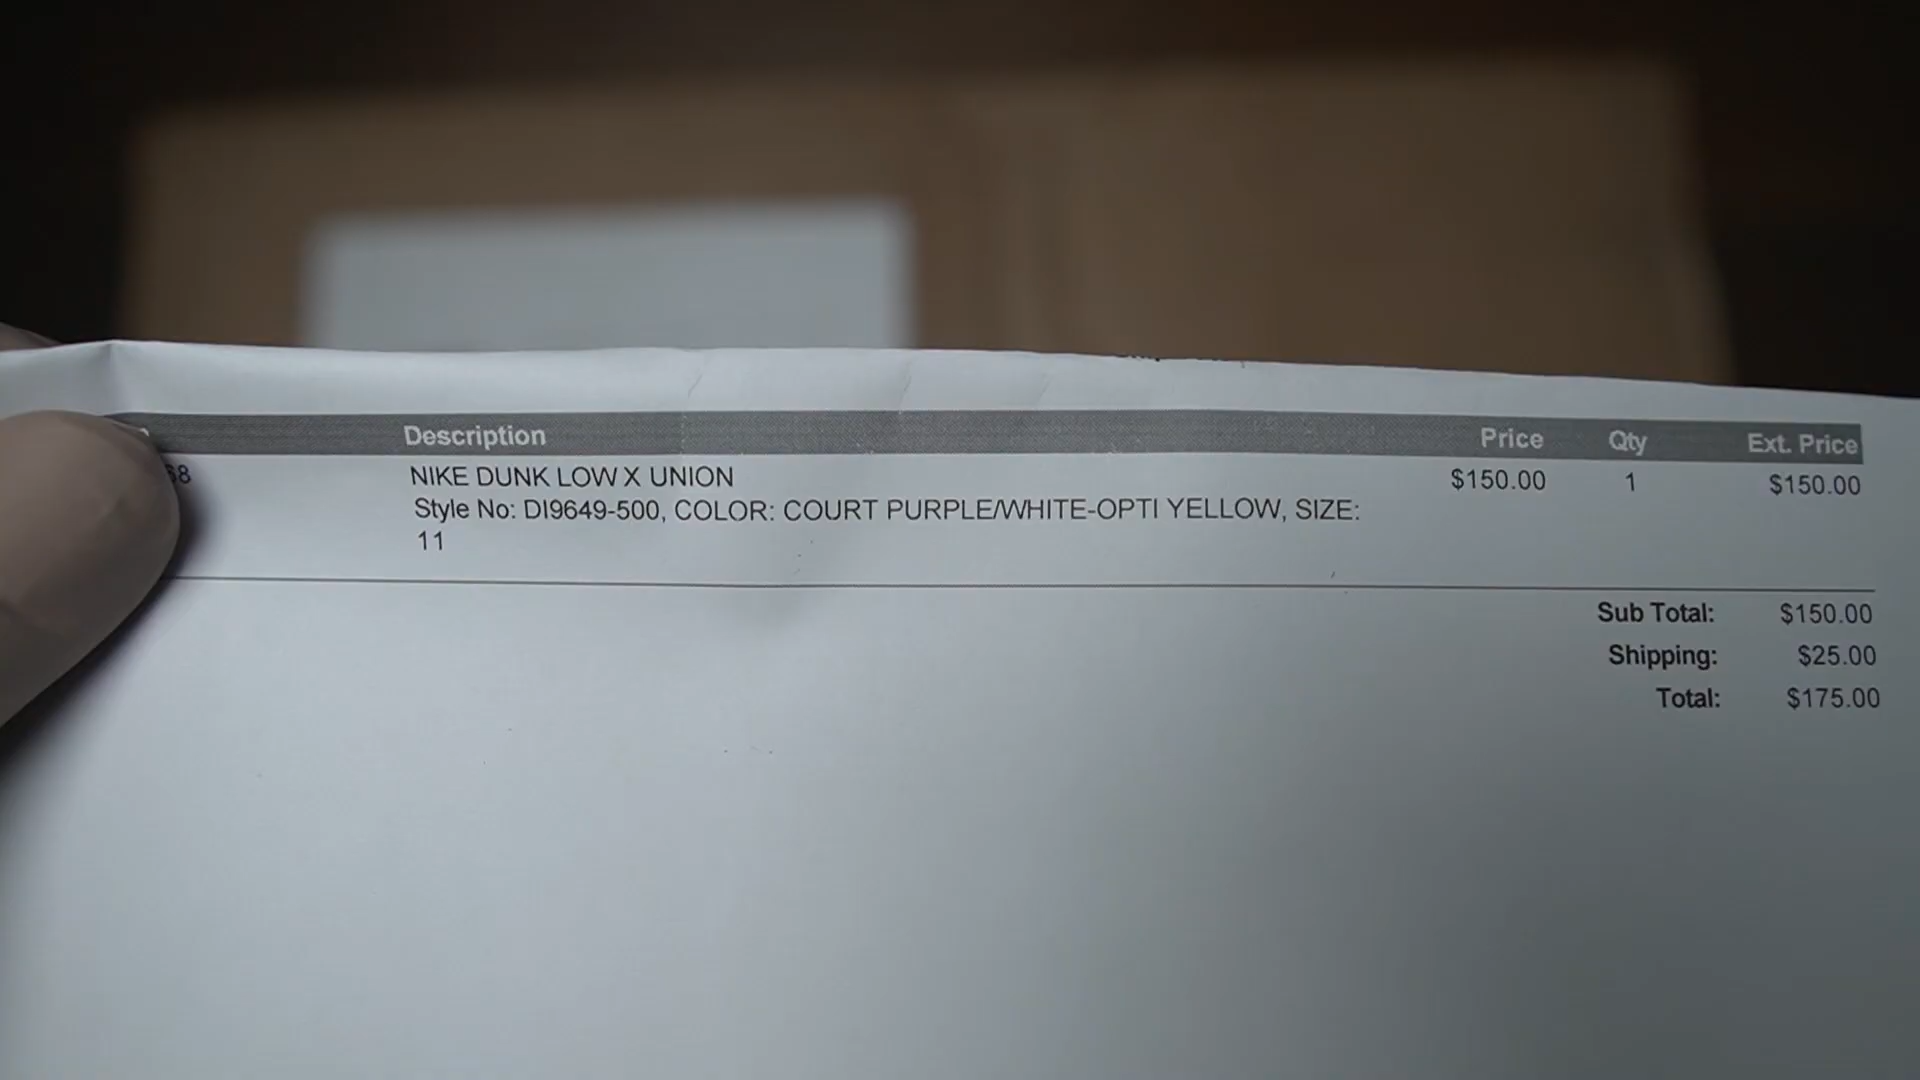 Description Price Qty Ext. Price
68 NIKE DUNK LOW X UNION $150.00 1 $150.00
Style No: DI9649-500, COLOR: COURT PURPLE/WHITE-OPTI YELLOW, SIZE:
11
Sub Total: $150.00
Shipping: $25.00
Total: $175.00